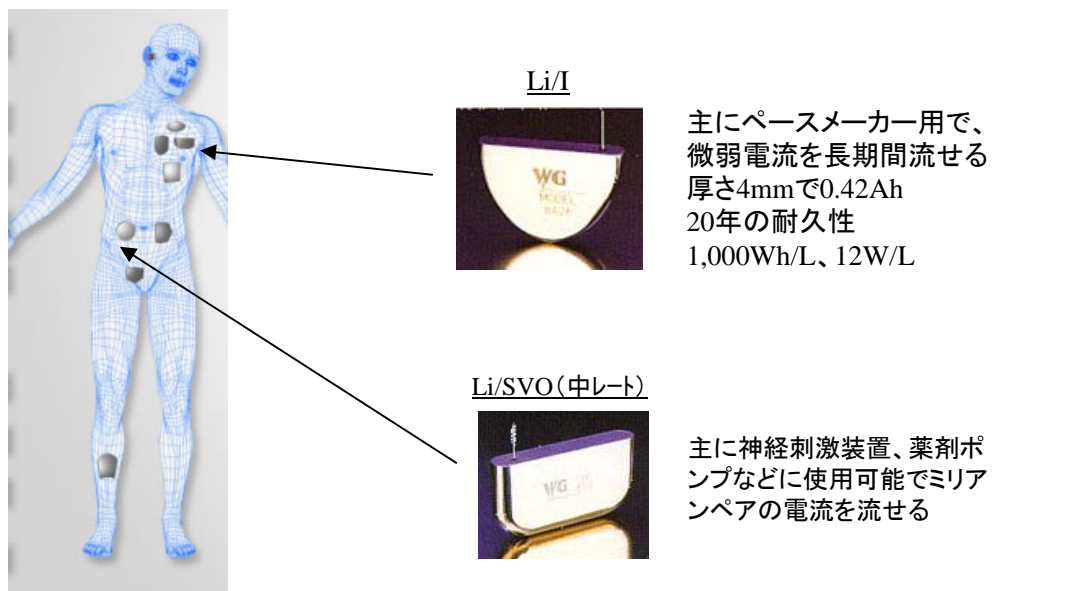 Li/I
WG
MODEL
主にペースメーカー用で、
微弱電流を長期間流せる
厚さ4mmで0.42Ah
20年の耐久性
1,000Wh/L、12W/L
Li/SVO（中レート）
WG
主に神経刺激装置、薬剤ポ
ンプなどに使用可能でミリア
ンペアの電流を流せる